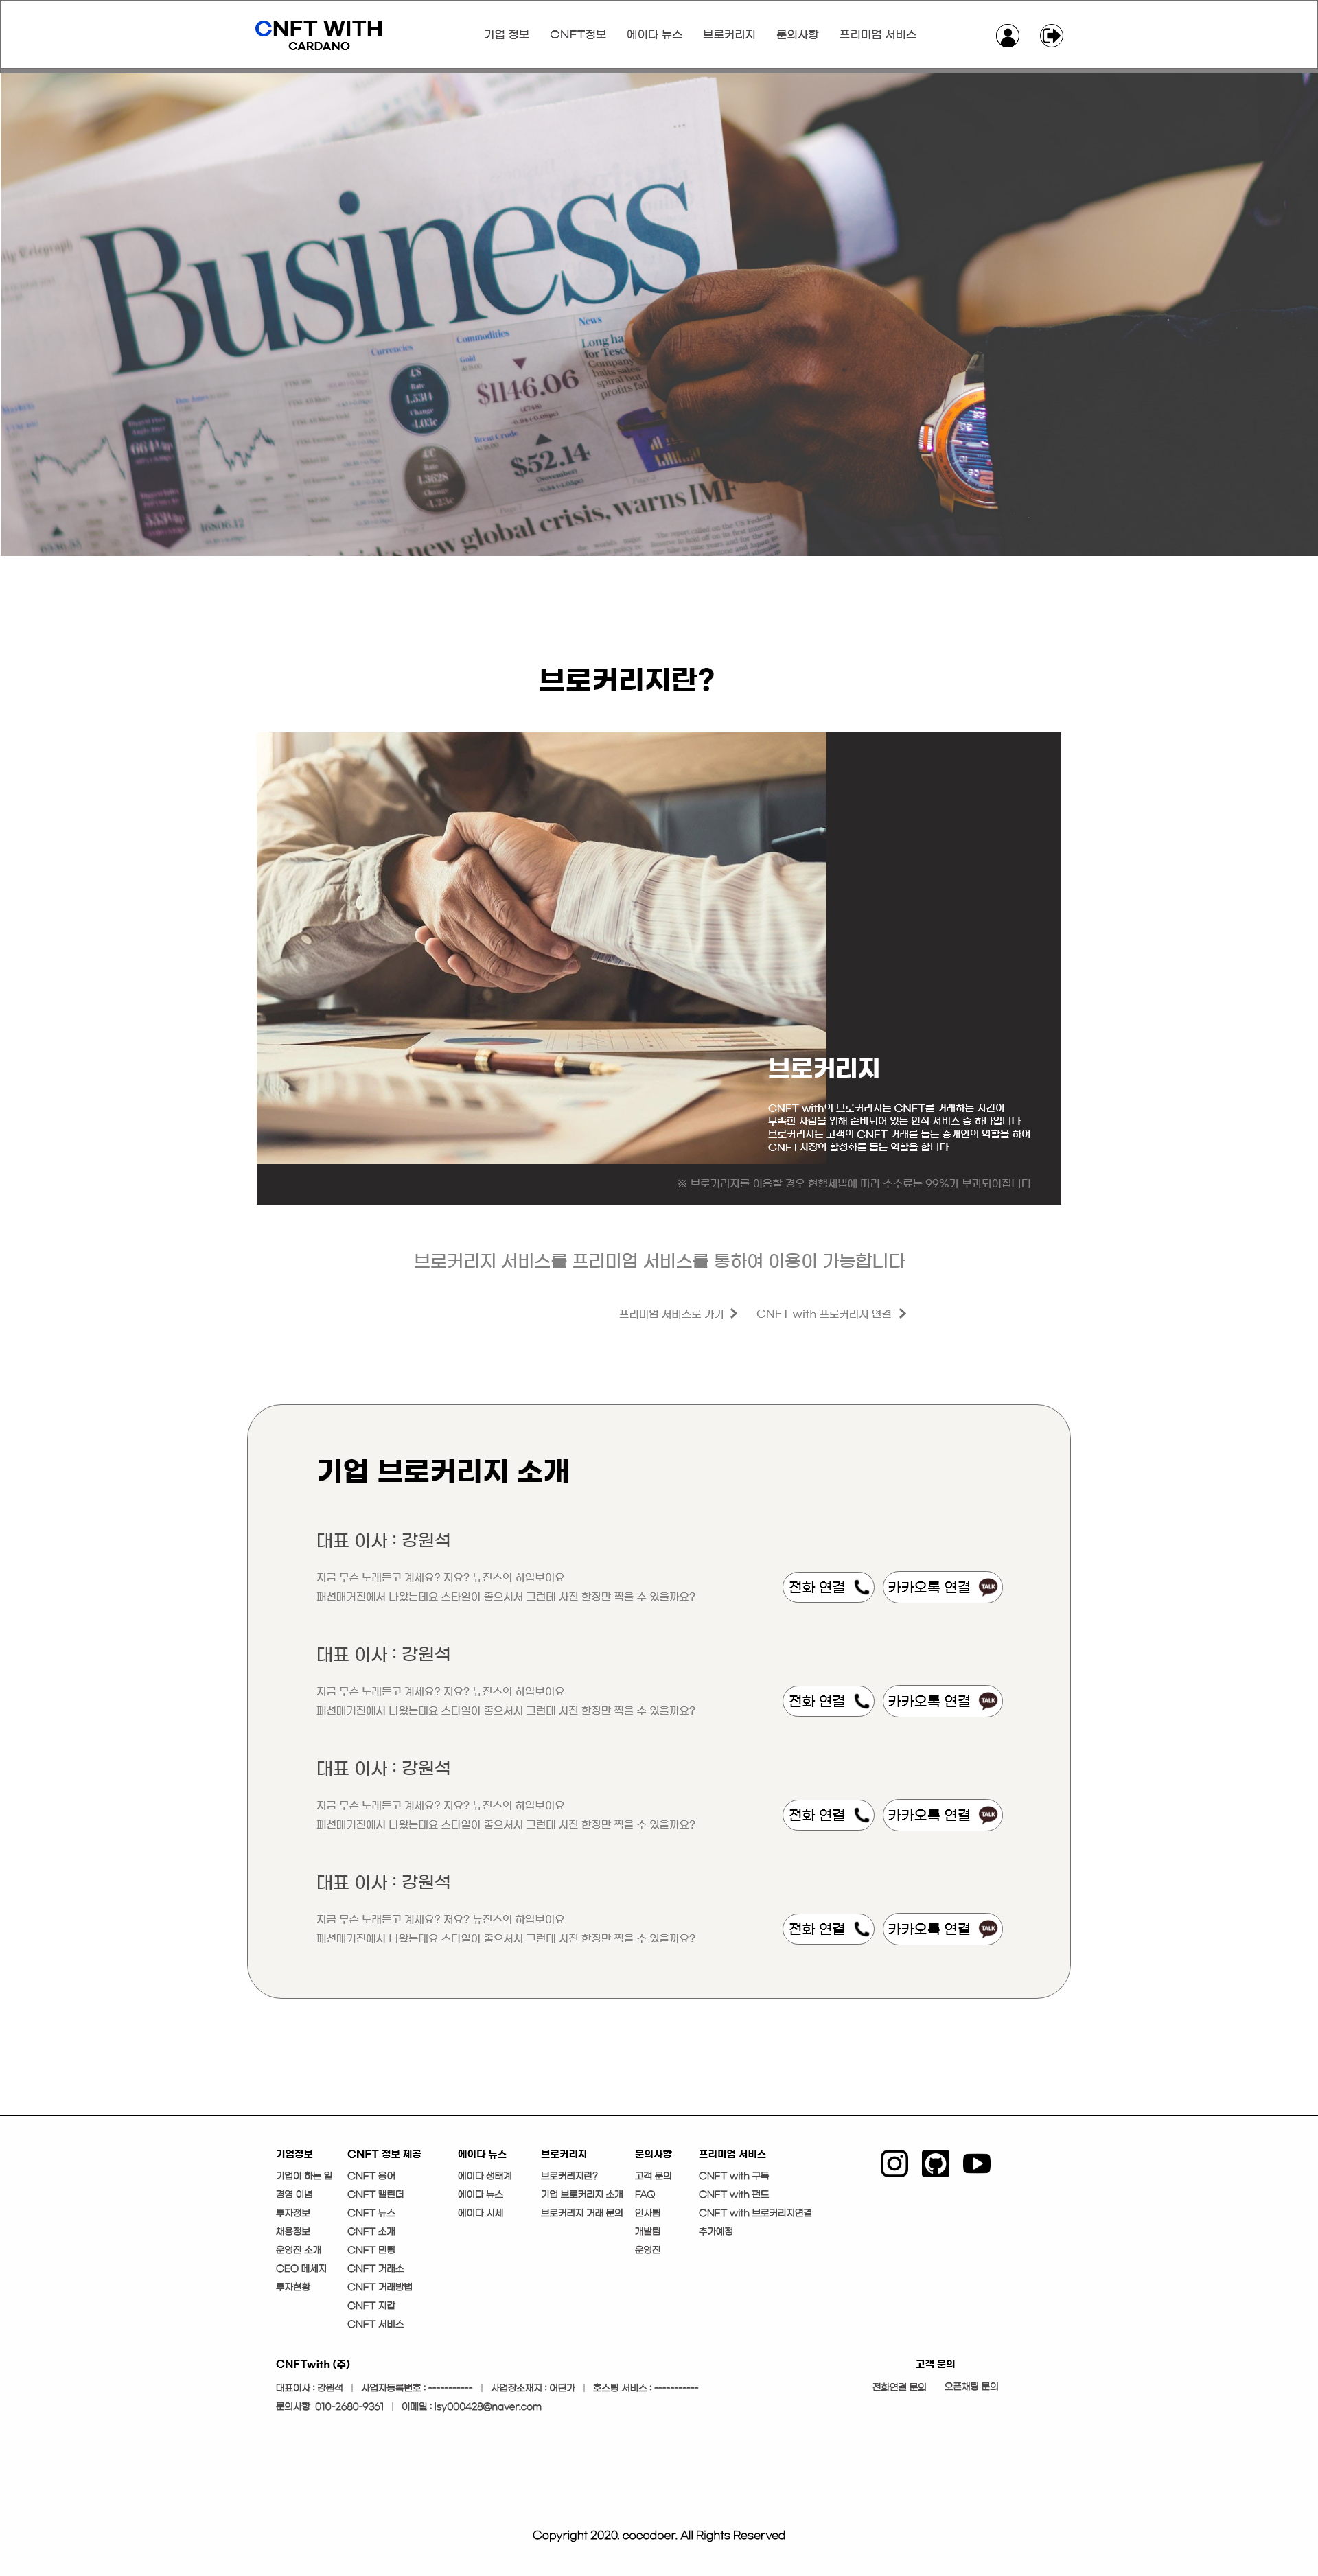 CNFT WITH
CARDANO
기업 정보 CNFT정보 에이다 뉴스 브로커리지 문의사항 프리미엄 서비스
Business
Currencies
Commodities
News
£$
Rate
1.5314
Change
-1.03c
Gold
$1146.06
Long ha
for Tesco
Company
halts sales
spiral but
profits fall
Brent Crude
$52.14
£€
Rate
1.3628
Change
-1.25c
$1806.12
new global crisis, warns IMF
브로커리지란?
브로커리지
CNFT with의 브로커리지는 CNFT를 거래하는 시간이
부족한 사람을 위해 준비되어 있는 인적 서비스 중 하나입니다
브로커리지는 고객의 CNFT 거래를 돕는 중개인의 역할을 하여
CNFT시장의 활성화를 돕는 역할을 합니다
※ 브로커리지를 이용할 경우 현행세법에 따라 수수료는 99%가 부과되어집니다
브로커리지 서비스를 프리미엄 서비스를 통하여 이용이 가능합니다
프리미엄 서비스로 가기 CNFT with 프로커리지 연결
기업 브로커리지 소개
대표 이사 : 강원석
지금 무슨 노래듣고 계세요? 저요? 뉴진스의 하입보이요
패션매거진에서 나왔는데요 스타일이 좋으셔서 그런데 사진 한장만 찍을 수 있을까요?
전화 연결 카카오톡 연결 TALK
대표 이사 : 강원석
지금 무슨 노래듣고 계세요? 저요? 뉴진스의 하입보이요
패션매거진에서 나왔는데요 스타일이 좋으셔서 그런데 사진 한장만 찍을 수 있을까요?
전화 연결 카카오톡 연결 TALK
대표 이사 : 강원석
지금 무슨 노래듣고 계세요? 저요? 뉴진스의 하입보이요
패션매거진에서 나왔는데요 스타일이 좋으셔서 그런데 사진 한장만 찍을 수 있을까요?
전화 연결 카카오톡 연결 TALK
대표 이사 : 강원석
지금 무슨 노래듣고 계세요? 저요? 뉴진스의 하입보이요
패션매거진에서 나왔는데요 스타일이 좋으셔서 그런데 사진 한장만 찍을 수 있을까요?
전화 연결 카카오톡 연결 TALK
기업정보
기업이 하는 일
경영 이념
투자정보
채용정보
운영진 소개
CEO 메세지
투자현황
CNFT 정보 제공
CNFT 용어
CNFT 캘린더
CNFT 뉴스
CNFT 소개
CNFT 민팅
CNFT 거래소
CNFT 거래방법
CNFT 지갑
CNFT 서비스
에이다 뉴스
에이다 생태계
에이다 뉴스
에이다 시세
브로커리지
브로커리지란?
기업 브로커리지 소개
브로커리지 거래 문의
문의사항
고객 문의
FAQ
인사팀
개발팀
운영진
프리미엄 서비스
CNFT with 구독
CNFT with 펀드
CNFT with 브로커리지연결
추가예정
CNFTwith (주)
대표이사 : 강원석 | 사업자등록번호 : ----------- | 사업장소재지 : 어딘가 | 호스팅 서비스 : -----------
문의사항 010-2680-9361 | 이메일 : lsy000428@naver.com
고객 문의
전화연결 문의 오픈채팅 문의
Copyright 2020. cocodoer. All Rights Reserved